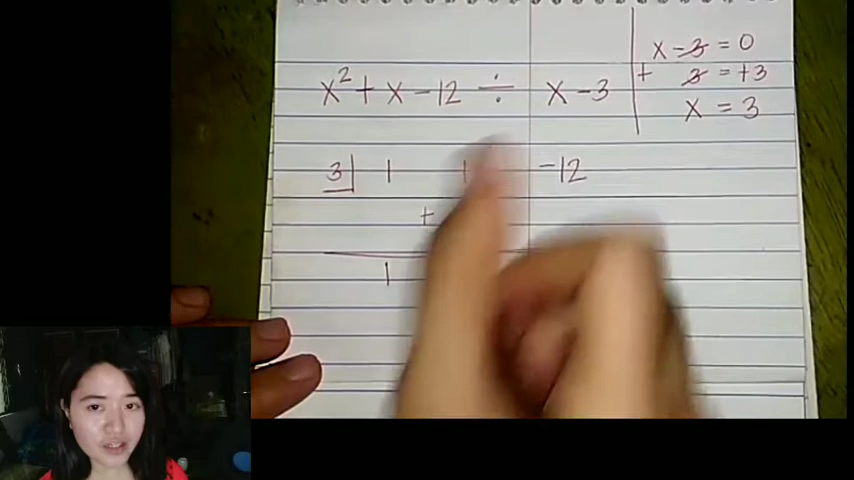 x² + x - 12 ÷ x - 3
x - 3 = 0
+ 3 = +3
x = 3
3 1 1 -12
+
1